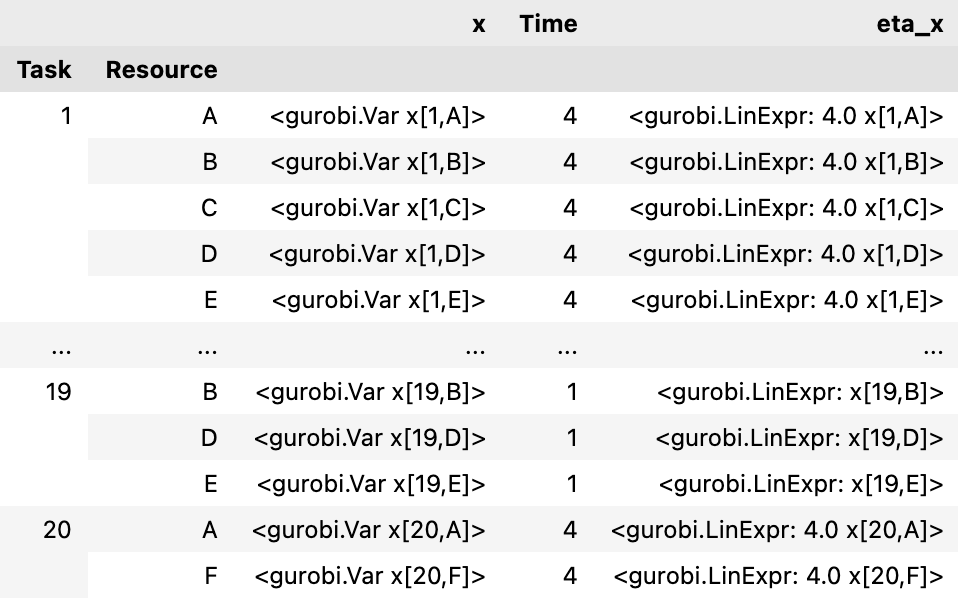 x Time eta_x
Task Resource
1 A <gurobi.Var x[1,A]> 4 <gurobi.LinExpr: 4.0 x[1,A]>
B <gurobi.Var x[1,B]> 4 <gurobi.LinExpr: 4.0 x[1,B]>
C <gurobi.Var x[1,C]> 4 <gurobi.LinExpr: 4.0 x[1,C]>
D <gurobi.Var x[1,D]> 4 <gurobi.LinExpr: 4.0 x[1,D]>
E <gurobi.Var x[1,E]> 4 <gurobi.LinExpr: 4.0 x[1,E]>
... ... ... ... ...
19 B <gurobi.Var x[19,B]> 1 <gurobi.LinExpr: x[19,B]>
D <gurobi.Var x[19,D]> 1 <gurobi.LinExpr: x[19,D]>
E <gurobi.Var x[19,E]> 1 <gurobi.LinExpr: x[19,E]>
20 A <gurobi.Var x[20,A]> 4 <gurobi.LinExpr: 4.0 x[20,A]>
F <gurobi.Var x[20,F]> 4 <gurobi.LinExpr: 4.0 x[20,F]>